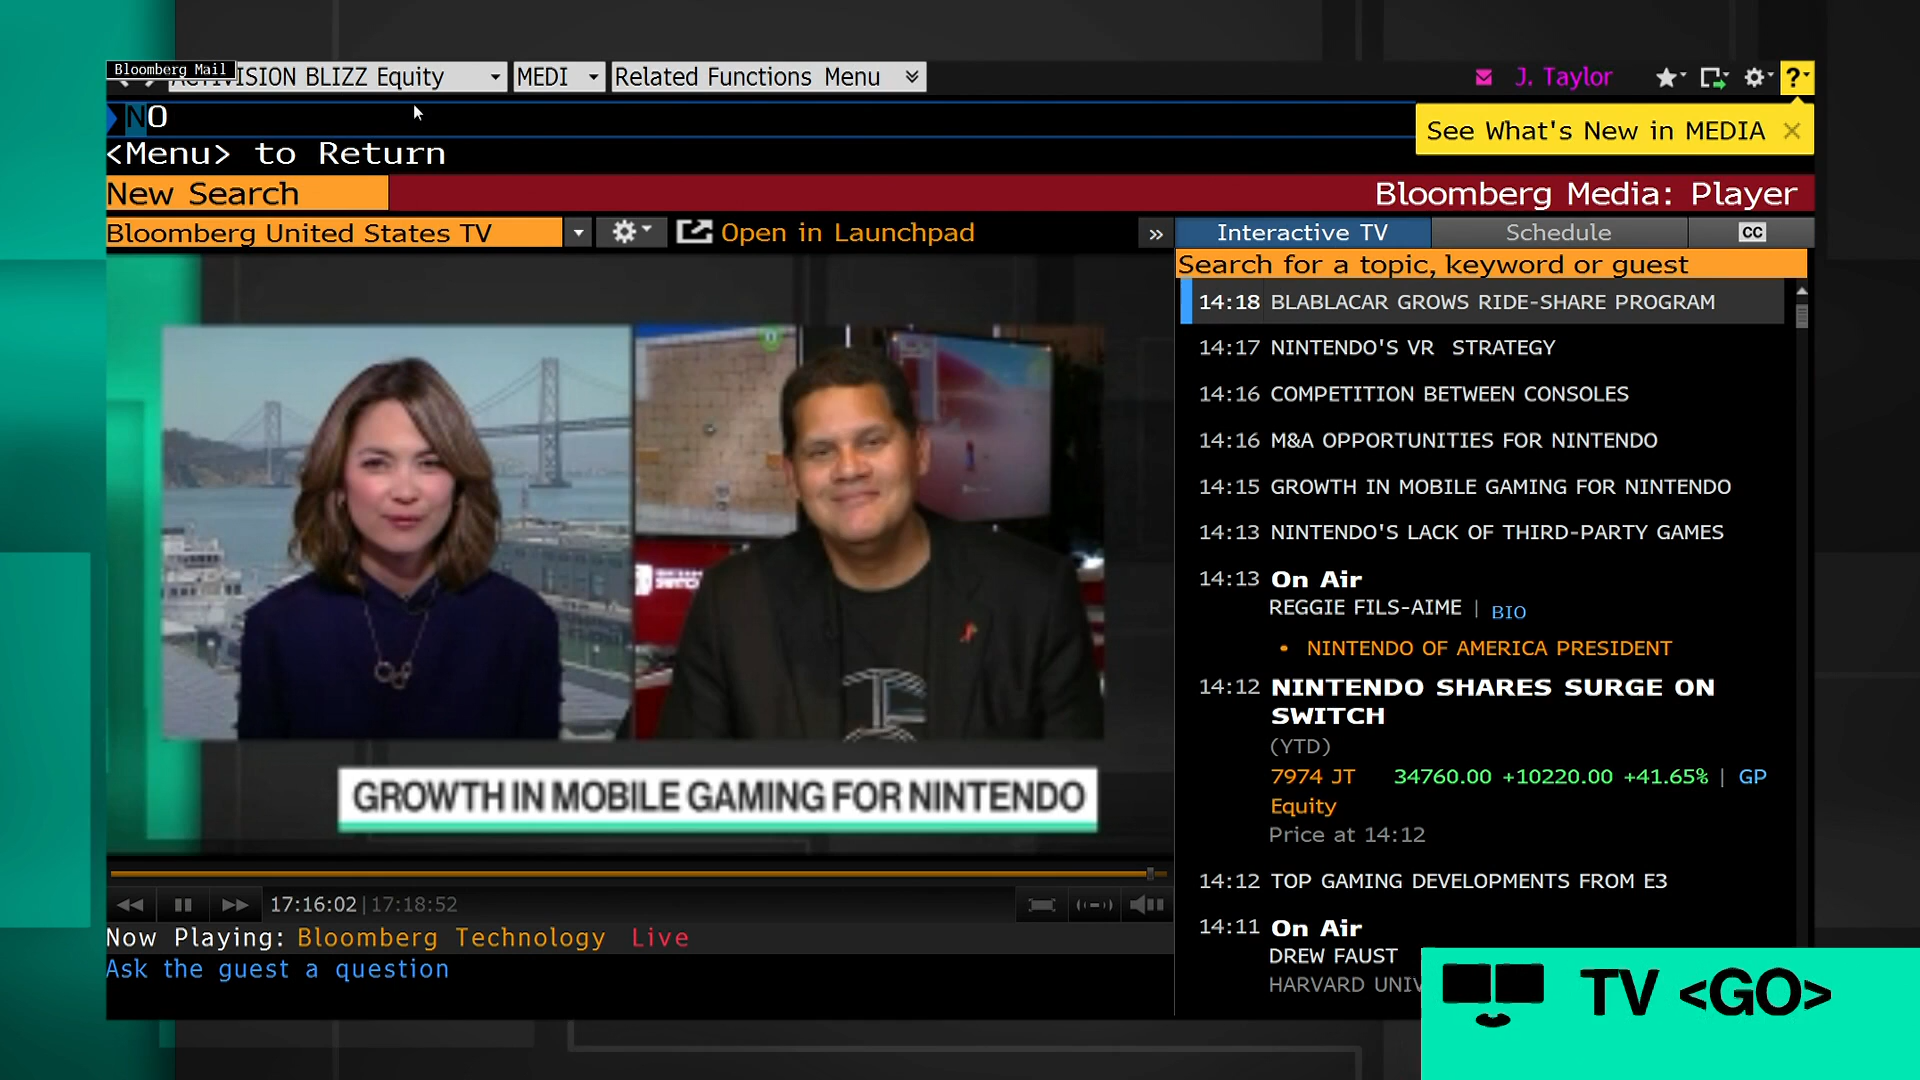 Bloomberg Mail
ACTIVISION BLIZZ Equity
MEDI
Related Functions Menu
J. Taylor
?
NO
See What's New in MEDIA
<Menu> to Return
New Search
Bloomberg Media: Player
Bloomberg United States TV
Open in Launchpad
»
Interactive TV
Schedule
CC
Search for a topic, keyword or guest
14:18 BLABLACAR GROWS RIDE-SHARE PROGRAM
14:17 NINTENDO'S VR STRATEGY
14:16 COMPETITION BETWEEN CONSOLES
14:16 M&A OPPORTUNITIES FOR NINTENDO
14:15 GROWTH IN MOBILE GAMING FOR NINTENDO
14:13 NINTENDO'S LACK OF THIRD-PARTY GAMES
14:13 On Air
REGGIE FILS-AIME | BIO
• NINTENDO OF AMERICA PRESIDENT
14:12 NINTENDO SHARES SURGE ON
SWITCH
(YTD)
7974 JT 34760.00 +10220.00 +41.65% | GP
Equity
Price at 14:12
14:12 TOP GAMING DEVELOPMENTS FROM E3
14:11 On Air
DREW FAUST
HARVARD UNIV
GROWTH IN MOBILE GAMING FOR NINTENDO
17:16:02 | 17:18:52
Now Playing: Bloomberg Technology Live
Ask the guest a question
TV <GO>